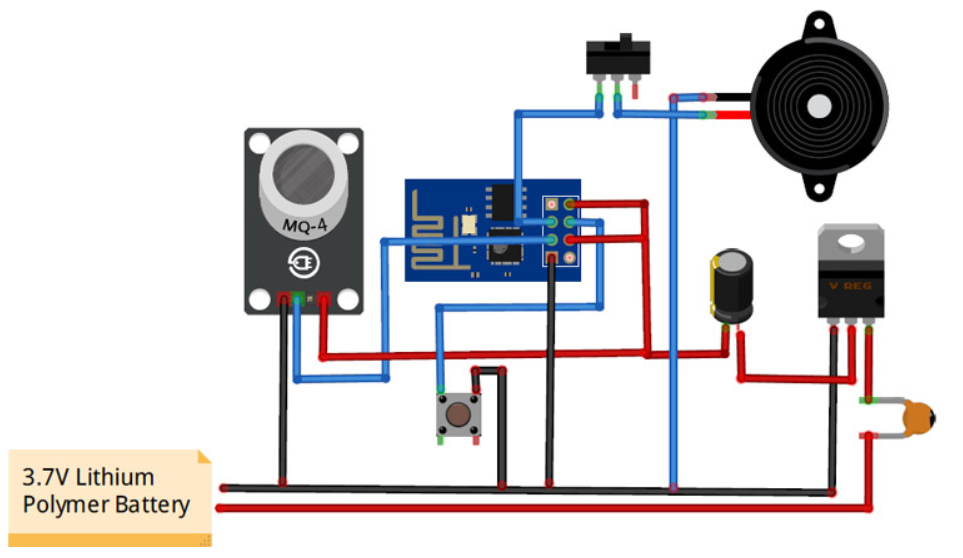 MQ-4
V REG
3.7V Lithium
Polymer Battery